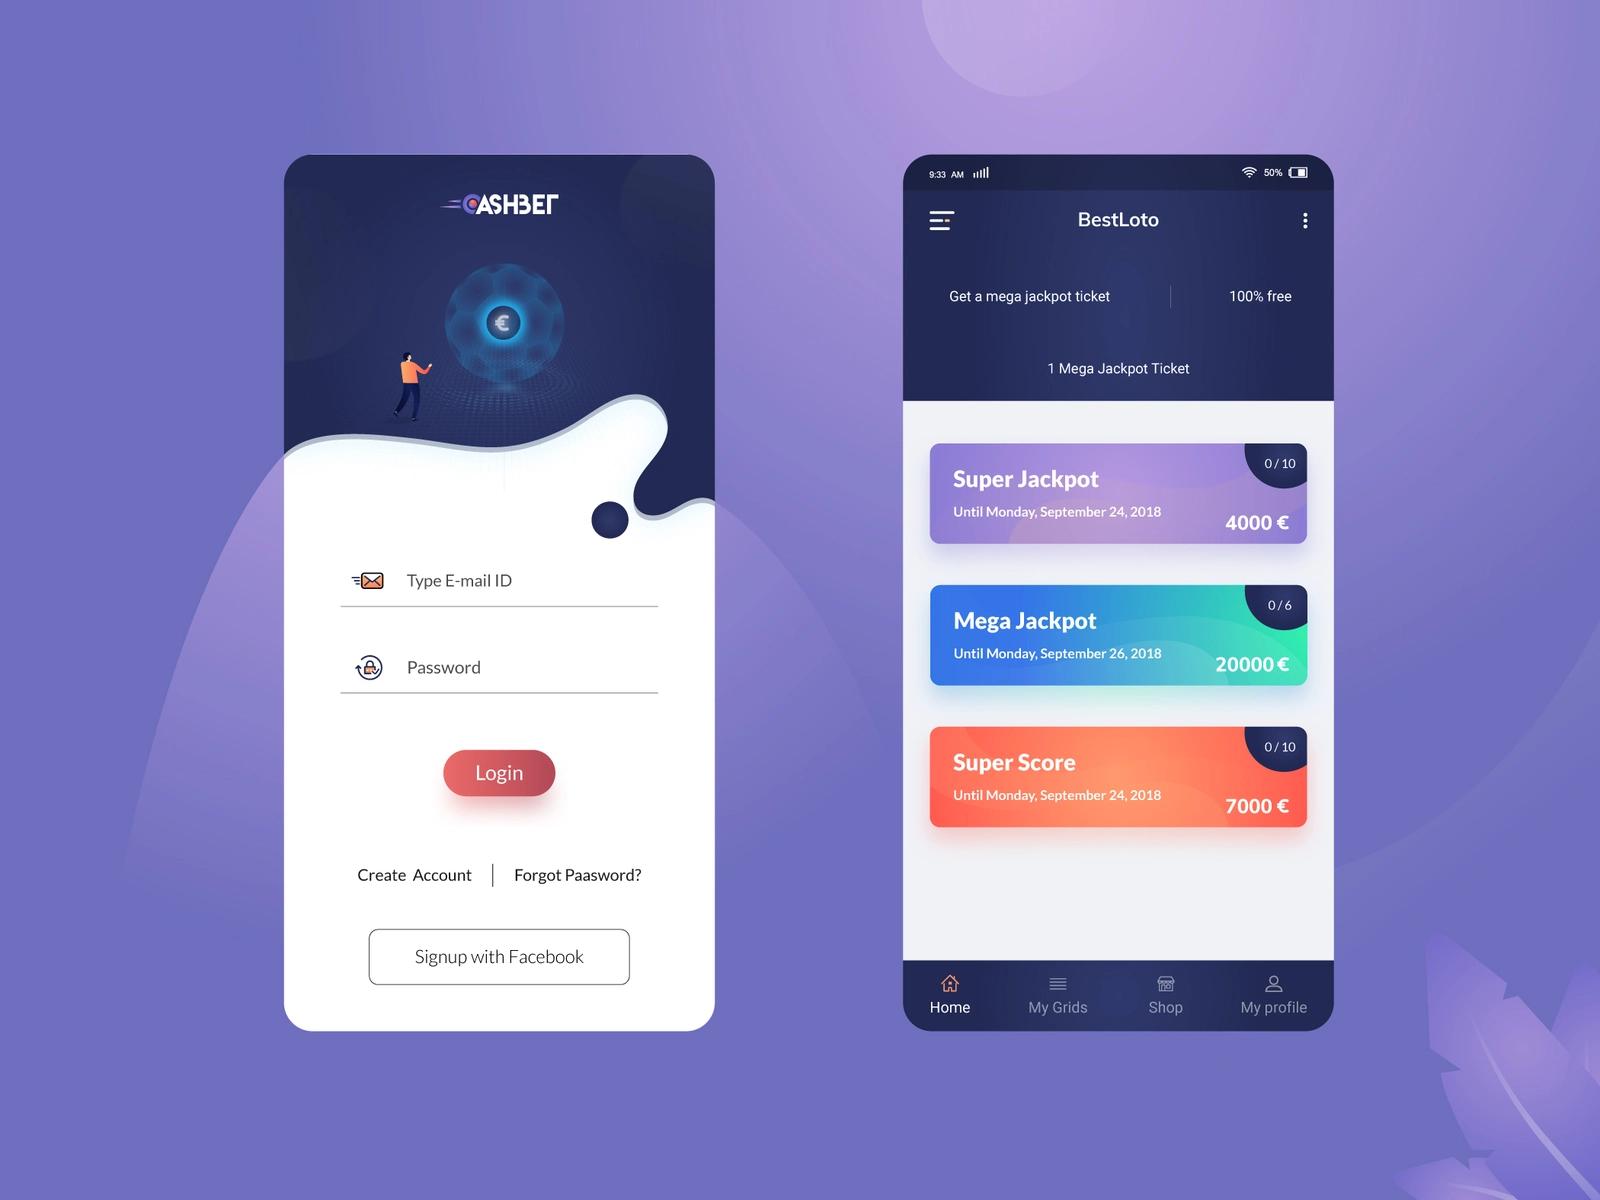 CASHBET
€
Type E-mail ID
Password
Login
Create Account
Forgot Paasword?
Signup with Facebook
9:33 AM
50%
BestLoto
Get a mega jackpot ticket
100% free
1 Mega Jackpot Ticket
0 / 10
Super Jackpot
Until Monday, September 24, 2018
4000 €
0 / 6
Mega Jackpot
Until Monday, September 26, 2018
20000 €
0 / 10
Super Score
Until Monday, September 24, 2018
7000 €
Home
My Grids
Shop
My profile